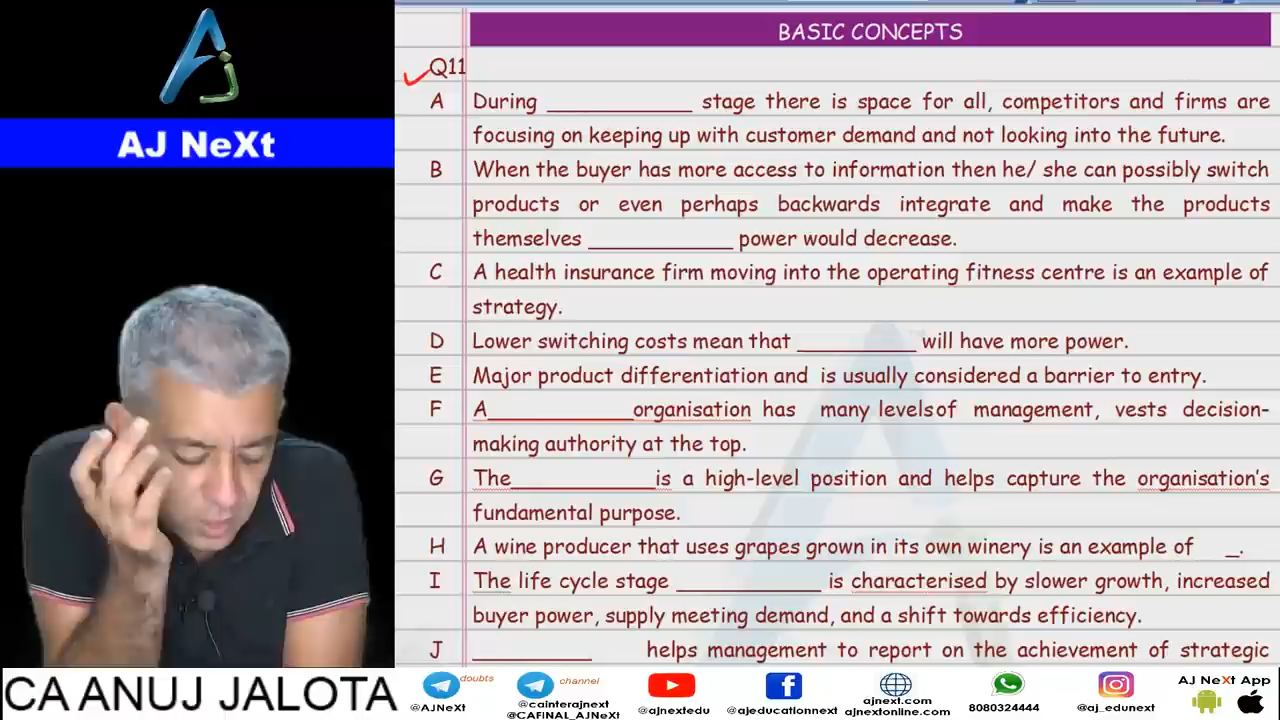 BASIC CONCEPTS
Q11
A During ____________ stage there is space for all, competitors and firms are
focusing on keeping up with customer demand and not looking into the future.
B When the buyer has more access to information then he/ she can possibly switch
products or even perhaps backwards integrate and make the products
themselves ____________ power would decrease.
C A health insurance firm moving into the operating fitness centre is an example of
strategy.
D Lower switching costs mean that __________ will have more power.
E Major product differentiation and is usually considered a barrier to entry.
F A____________organisation has many levelsof management, vests decision-
making authority at the top.
G The____________is a high-level position and helps capture the organisation's
fundamental purpose.
H A wine producer that uses grapes grown in its own winery is an example of _.
I The life cycle stage ____________ is characterised by slower growth, increased
buyer power, supply meeting demand, and a shift towards efficiency.
J __________ helps management to report on the achievement of strategic
AJ
AJ NeXt
CA ANUJ JALOTA
doubts
@AJNeXt
channel
@cainterajnext
@CAFINAL_AJNeXt
@ajnextedu
@ajeducationnext
ajnext.com
ajnextonline.com
8080324444
@aj_edunext
AJ NeXt App